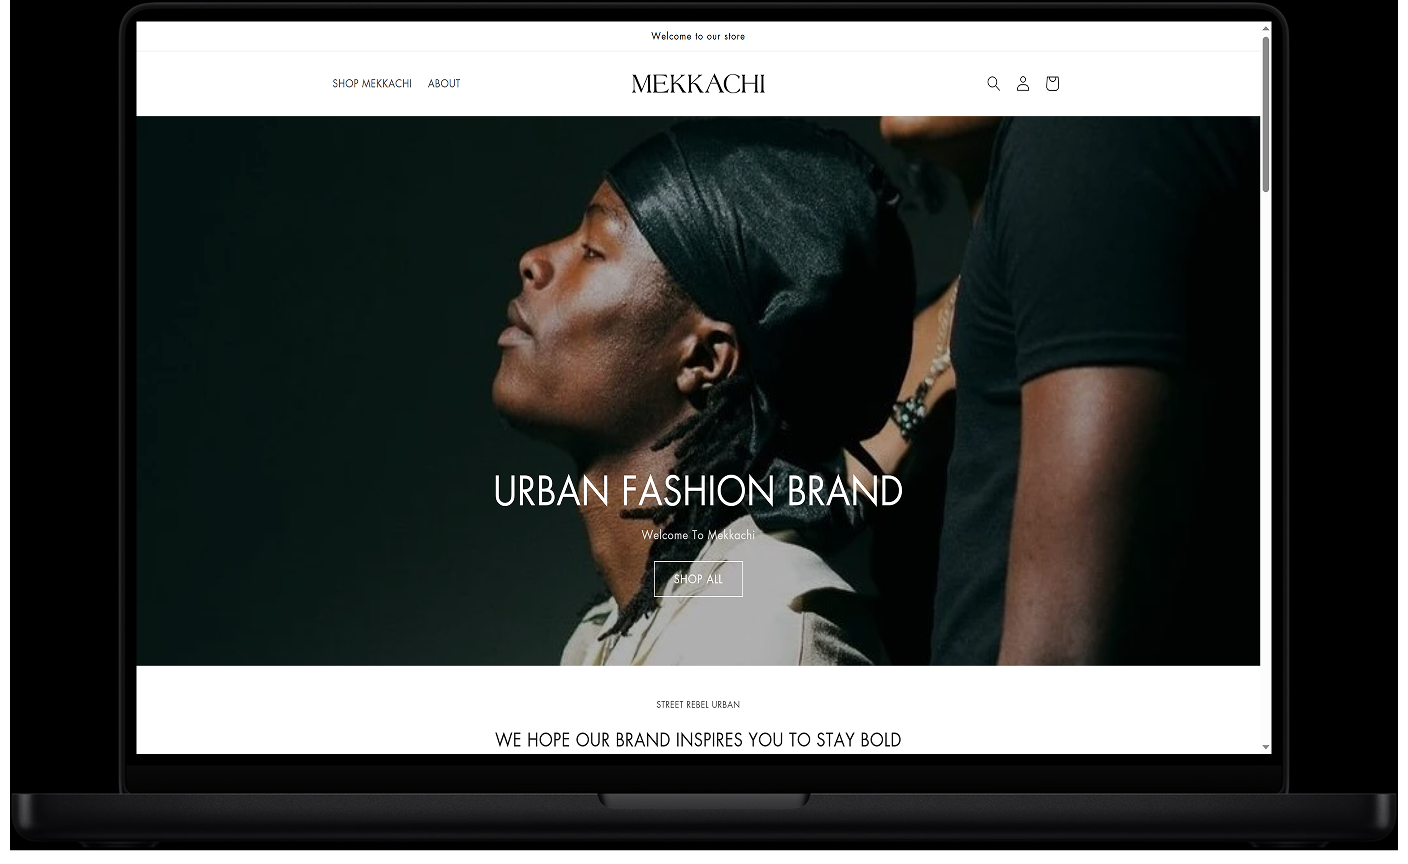 Welcome to our store
SHOP MEKKACHI ABOUT MEKKACHI
URBAN FASHION BRAND
Welcome To Mekkachi
SHOP ALL
STREET REBEL URBAN
WE HOPE OUR BRAND INSPIRES YOU TO STAY BOLD